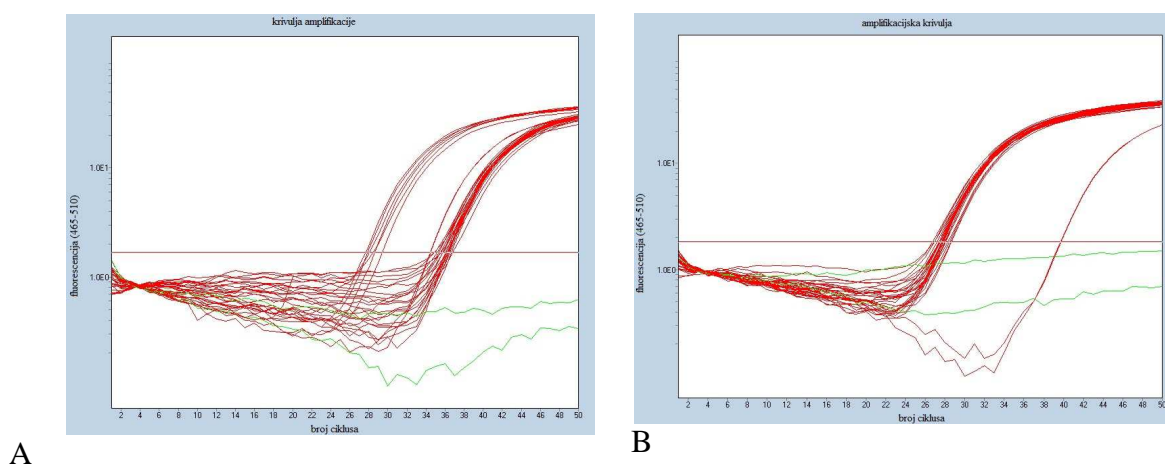 krivulja amplifikacije
fluorescencija (465-510)
1.0E1
1.0E0
2 4 6 8 10 12 14 16 18 20 22 24 26 28 30 32 34 36 38 40 42 44 46 48 50
broj ciklusa
A
amplifikacijska krivulja
fluorescencija (465-510)
1.0E1
1.0E0
2 4 6 8 10 12 14 16 18 20 22 24 26 28 30 32 34 36 38 40 42 44 46 48 50
broj ciklusa
B